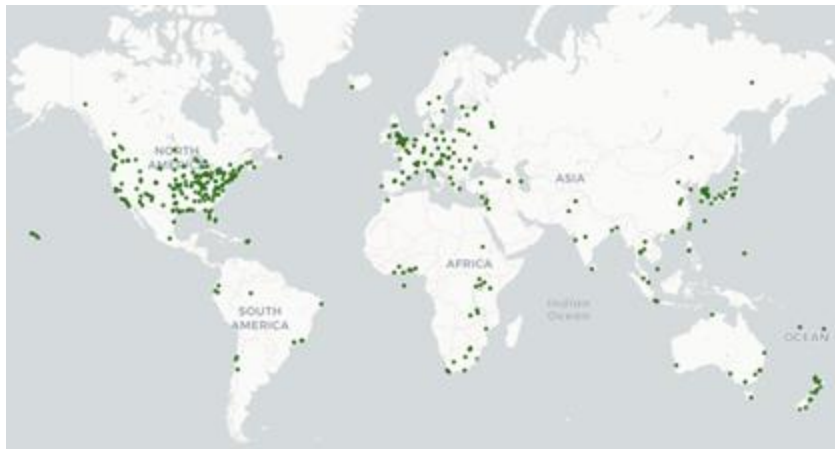 NORTH
AMERICA
ASIA
AFRICA
SOUTH
AMERICA
Indian
Ocean
OCEAN